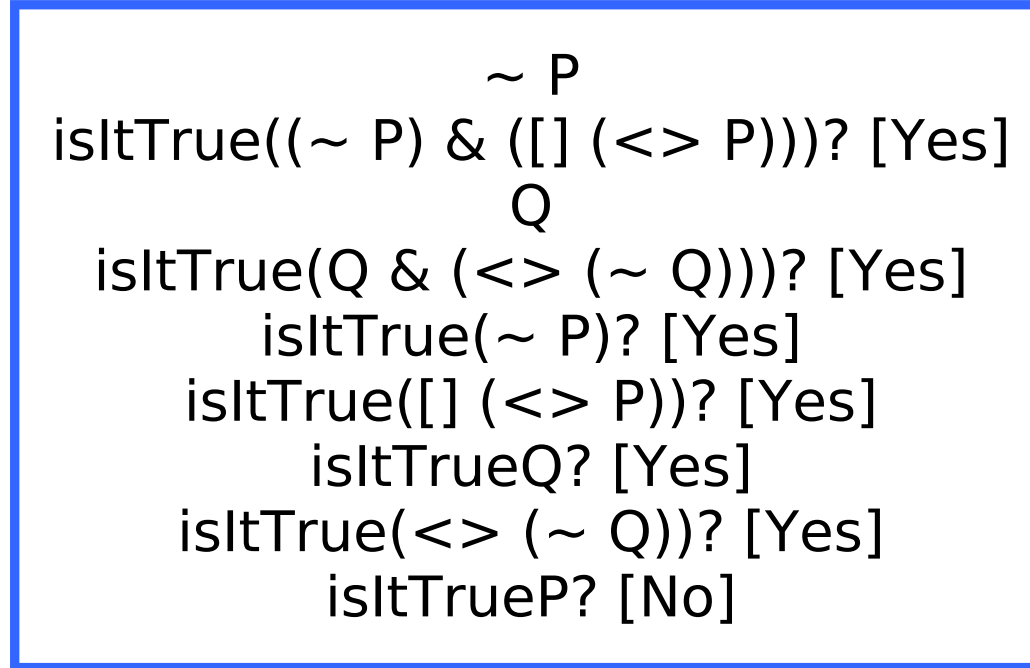 ~ P
isItTrue((~ P) & ([] (<> P)))? [Yes]
Q
isItTrue(Q & (<> (~ Q)))? [Yes]
isItTrue(~ P)? [Yes]
isItTrue([] (<> P))? [Yes]
isItTrueQ? [Yes]
isItTrue(<> (~ Q))? [Yes]
isItTrueP? [No]